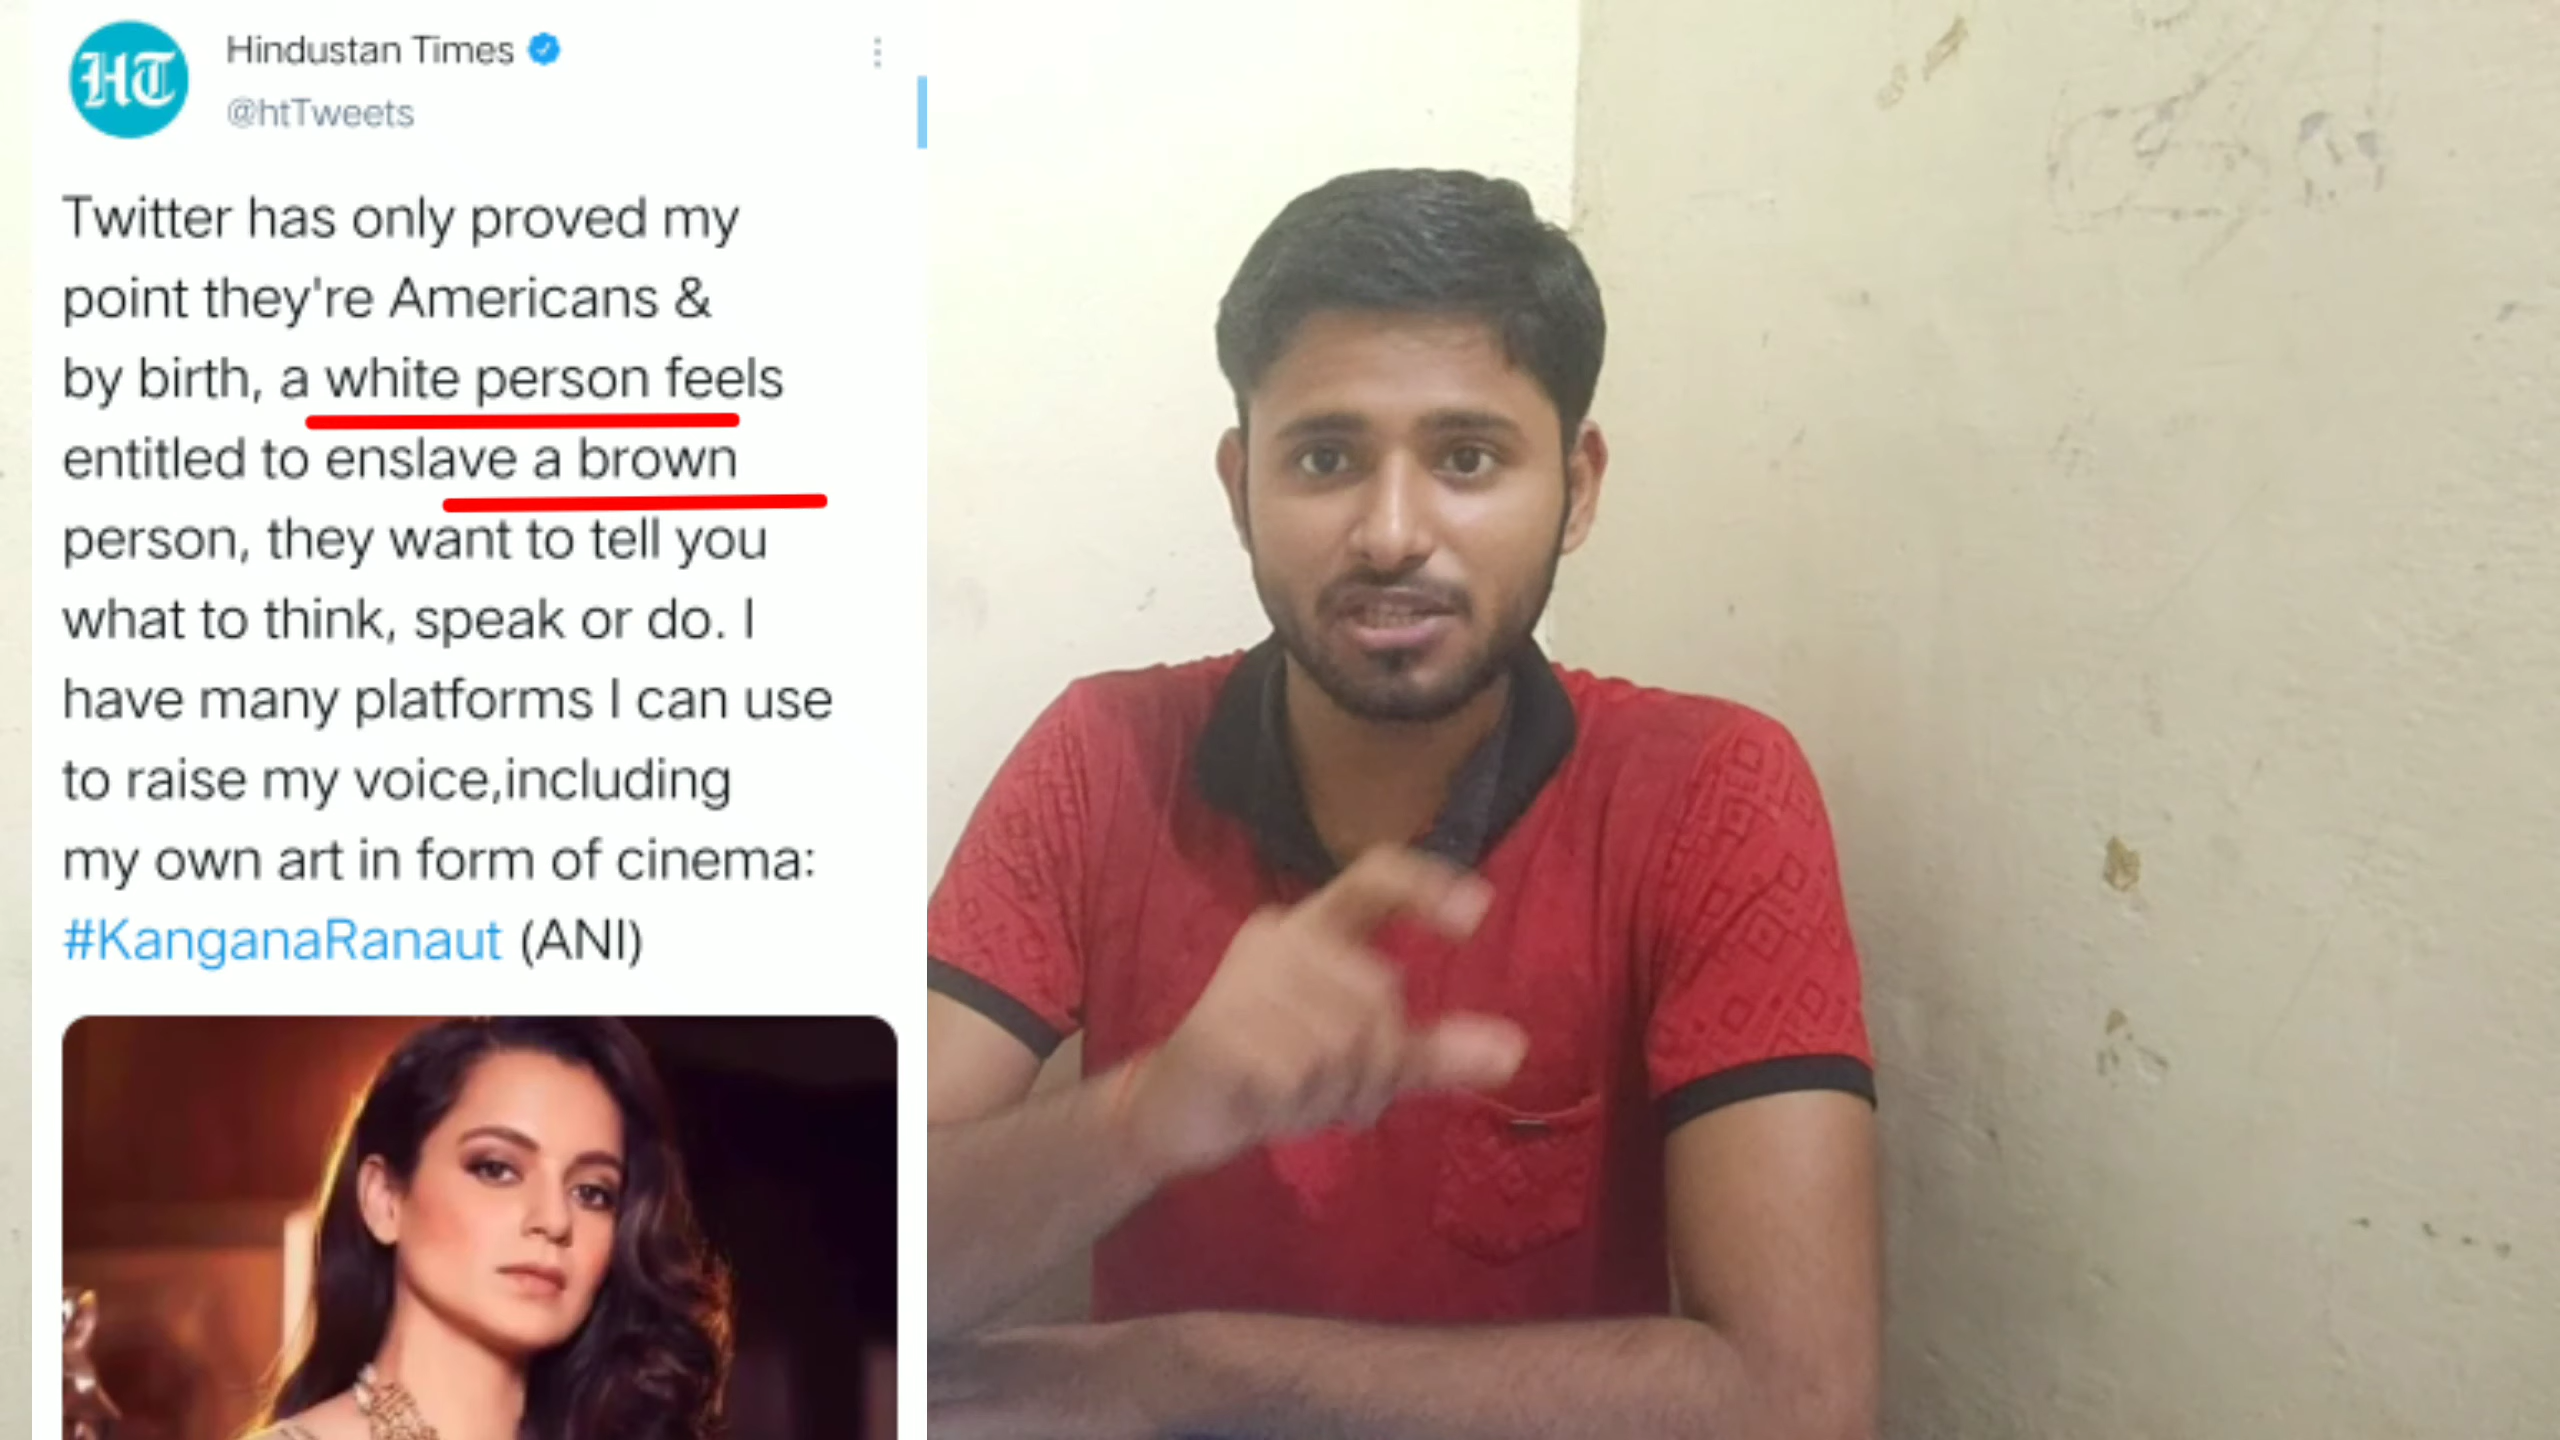 HT
Hindustan Times
@htTweets
Twitter has only proved my
point they're Americans &
by birth, a white person feels
entitled to enslave a brown
person, they want to tell you
what to think, speak or do. I
have many platforms I can use
to raise my voice,including
my own art in form of cinema:
#KanganaRanaut (ANI)